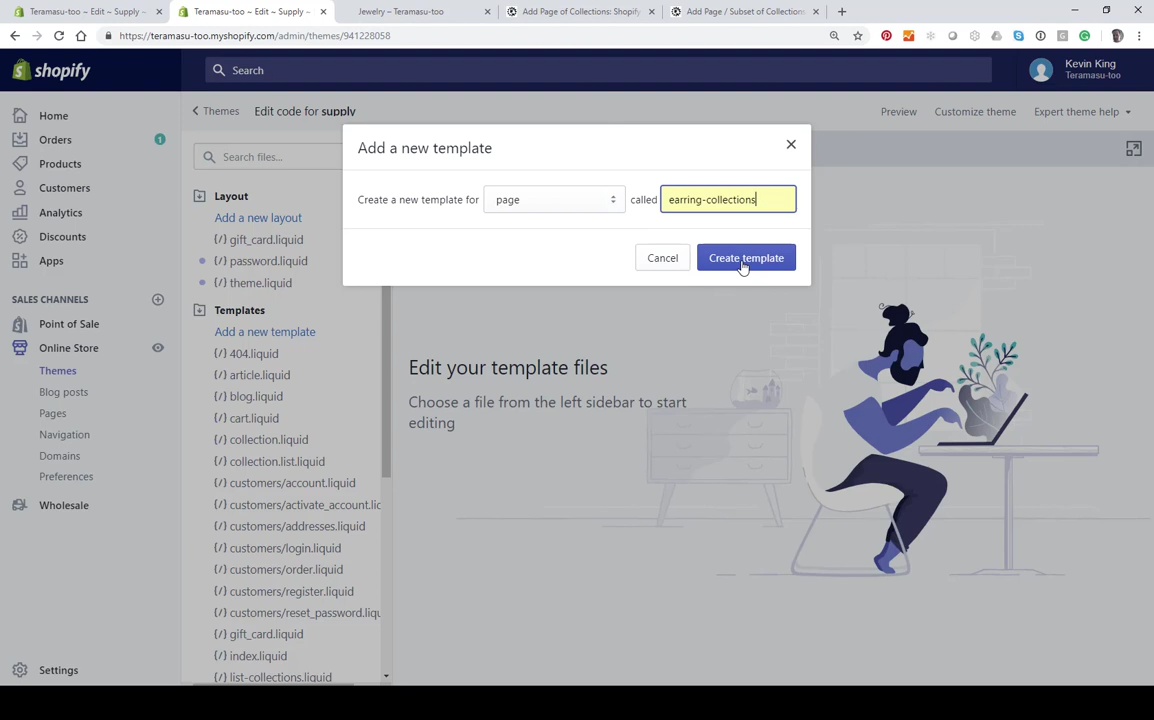 Teramasu-too ~ Edit ~ Supply ~
Teramasu-too ~ Edit ~ Supply ~
Jewelry – Teramasu-too
Add Page of Collections: Shopify
Add Page / Subset of Collections
https://teramasu-too.myshopify.com/admin/themes/941228058
shopify
Search
Kevin King
Teramasu-too
Home
Orders
1
Products
Customers
Analytics
Discounts
Apps
SALES CHANNELS
Point of Sale
Online Store
Themes
Blog posts
Pages
Navigation
Domains
Preferences
Wholesale
Settings
Themes
Edit code for supply
Preview
Customize theme
Expert theme help
Search files...
Layout
Add a new layout
{/} gift_card.liquid
{/} password.liquid
{/} theme.liquid
Templates
Add a new template
{/} 404.liquid
{/} article.liquid
{/} blog.liquid
{/} cart.liquid
{/} collection.liquid
{/} collection.list.liquid
{/} customers/account.liquid
{/} customers/activate_account.lic
{/} customers/addresses.liquid
{/} customers/login.liquid
{/} customers/order.liquid
{/} customers/register.liquid
{/} customers/reset_password.liqu
{/} gift_card.liquid
{/} index.liquid
{/} list-collections.liquid
Add a new template
Create a new template for page called earring-collections
Cancel
Create template
Edit your template files
Choose a file from the left sidebar to start
editing